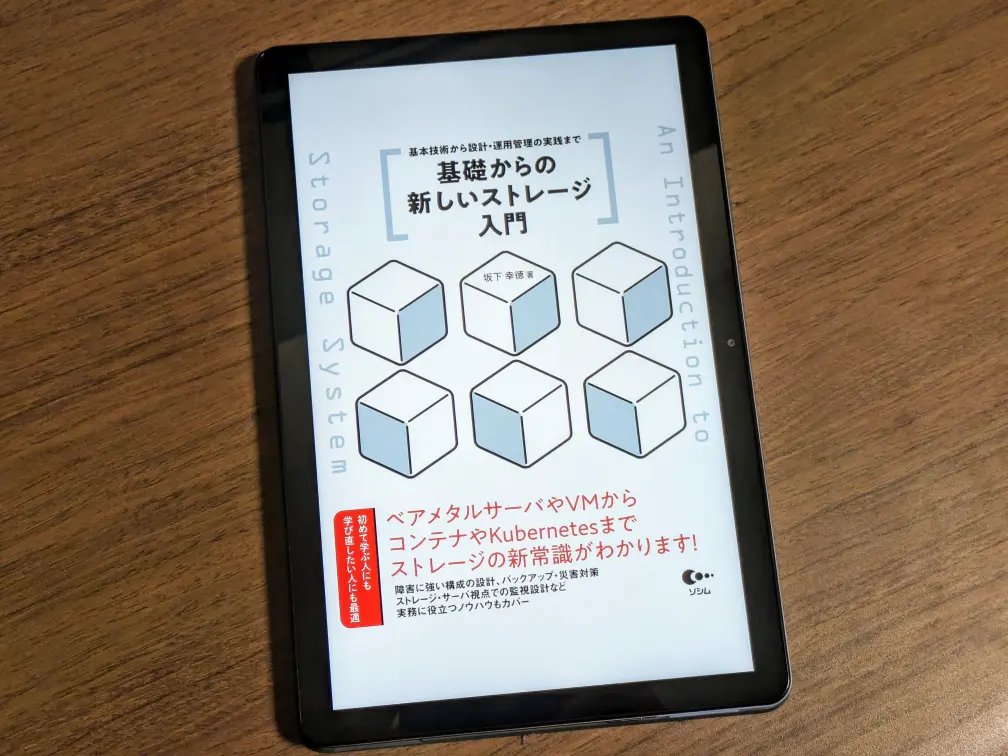 基本技術から設計・運用管理の実践まで
基礎からの
新しいストレージ
入門
An Introduction to
Storage System
坂下 幸徳 著
初めて学ぶ人にも
学び直したい人にも最適
ベアメタルサーバやVMから
コンテナやKubernetesまで
ストレージの新常識がわかります!
障害に強い構成の設計、バックアップ・災害対策
ストレージ・サーバ視点での監視設計など
実務に役立つノウハウもカバー
ソシム